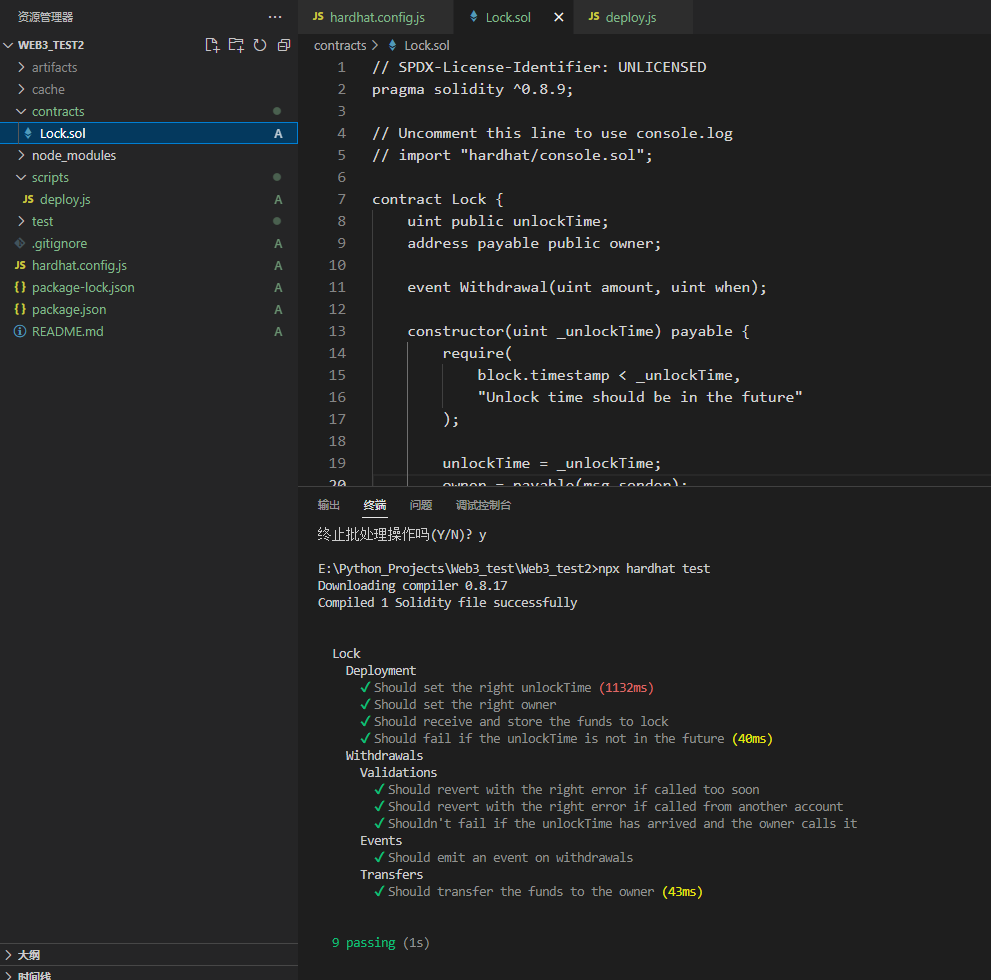 资源管理器
···
WEB3_TEST2
artifacts
cache
contracts
Lock.sol A
node_modules
scripts
JS deploy.js A
test
.gitignore A
JS hardhat.config.js A
{} package-lock.json A
{} package.json A
README.md A
大纲
时间线
JS hardhat.config.js Lock.sol JS deploy.js
contracts > Lock.sol
1 // SPDX-License-Identifier: UNLICENSED
2 pragma solidity ^0.8.9;
3
4 // Uncomment this line to use console.log
5 // import "hardhat/console.sol";
6
7 contract Lock {
8 uint public unlockTime;
9 address payable public owner;
10
11 event Withdrawal(uint amount, uint when);
12
13 constructor(uint _unlockTime) payable {
14 require(
15 block.timestamp < _unlockTime,
16 "Unlock time should be in the future"
17 );
18
19 unlockTime = _unlockTime;
20 owner = payable(msg.sender);
输出 终端 问题 调试控制台
终止批处理操作吗(Y/N)? y
E:\Python_Projects\Web3_test\Web3_test2>npx hardhat test
Downloading compiler 0.8.17
Compiled 1 Solidity file successfully
Lock
Deployment
✓ Should set the right unlockTime (1132ms)
✓ Should set the right owner
✓ Should receive and store the funds to lock
✓ Should fail if the unlockTime is not in the future (40ms)
Withdrawals
Validations
✓ Should revert with the right error if called too soon
✓ Should revert with the right error if called from another account
✓ Shouldn't fail if the unlockTime has arrived and the owner calls it
Events
✓ Should emit an event on withdrawals
Transfers
✓ Should transfer the funds to the owner (43ms)
9 passing (1s)